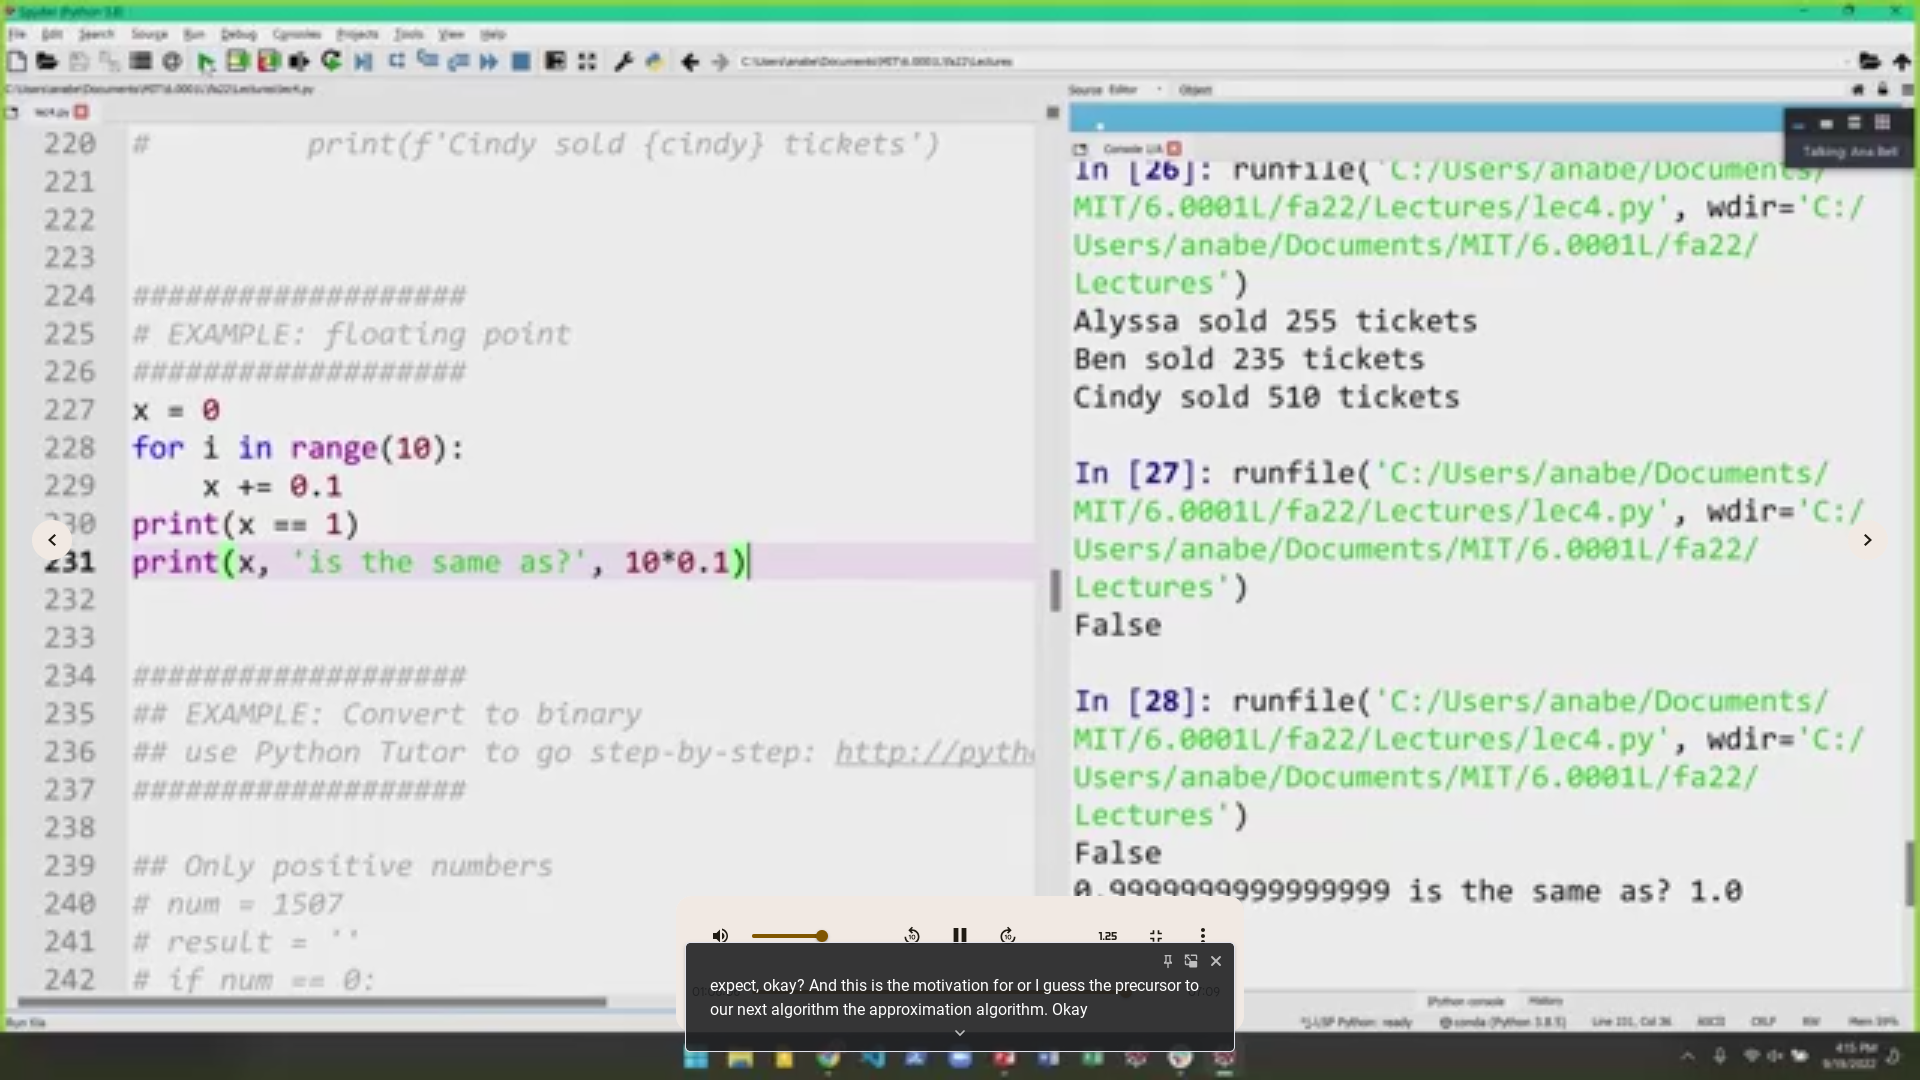 Spyder (Python 3.8)
File Edit Search Source Run Debug Consoles Projects Tools View Help
C:\Users\anabe\Documents\MIT\6.0001L\fa22\Lectures
C:\Users\anabe\Documents\MIT\6.0001L\fa22\Lectures\lec4.py
lec4.py
220 #         print(f'Cindy sold {cindy} tickets')
221
222
223
224 ###################
225 # EXAMPLE: floating point
226 ###################
227 x = 0
228 for i in range(10):
229     x += 0.1
230 print(x == 1)
231 print(x, 'is the same as?', 10*0.1)
232
233
234 ###################
235 ## EXAMPLE: Convert to binary
236 ## use Python Tutor to go step-by-step: http://pyth
237 ###################
238
239 ## Only positive numbers
240 # num = 1507
241 # result = ''
242 # if num == 0:
Source Editor Object
Console 1/A
Talking: Ana Bell
In [26]: runfile('C:/Users/anabe/Documents/
MIT/6.0001L/fa22/Lectures/lec4.py', wdir='C:/
Users/anabe/Documents/MIT/6.0001L/fa22/
Lectures')
Alyssa sold 255 tickets
Ben sold 235 tickets
Cindy sold 510 tickets
In [27]: runfile('C:/Users/anabe/Documents/
MIT/6.0001L/fa22/Lectures/lec4.py', wdir='C:/
Users/anabe/Documents/MIT/6.0001L/fa22/
Lectures')
False
In [28]: runfile('C:/Users/anabe/Documents/
MIT/6.0001L/fa22/Lectures/lec4.py', wdir='C:/
Users/anabe/Documents/MIT/6.0001L/fa22/
Lectures')
False
0.9999999999999999 is the same as? 1.0
10 10 1.25
expect, okay? And this is the motivation for or I guess the precursor to
our next algorithm the approximation algorithm. Okay
IPython console History
Run file
LSP Python: ready conda (Python 3.8.5) Line 231, Col 36 ASCII CRLF RW Mem 59%
4:15 PM
9/19/2022